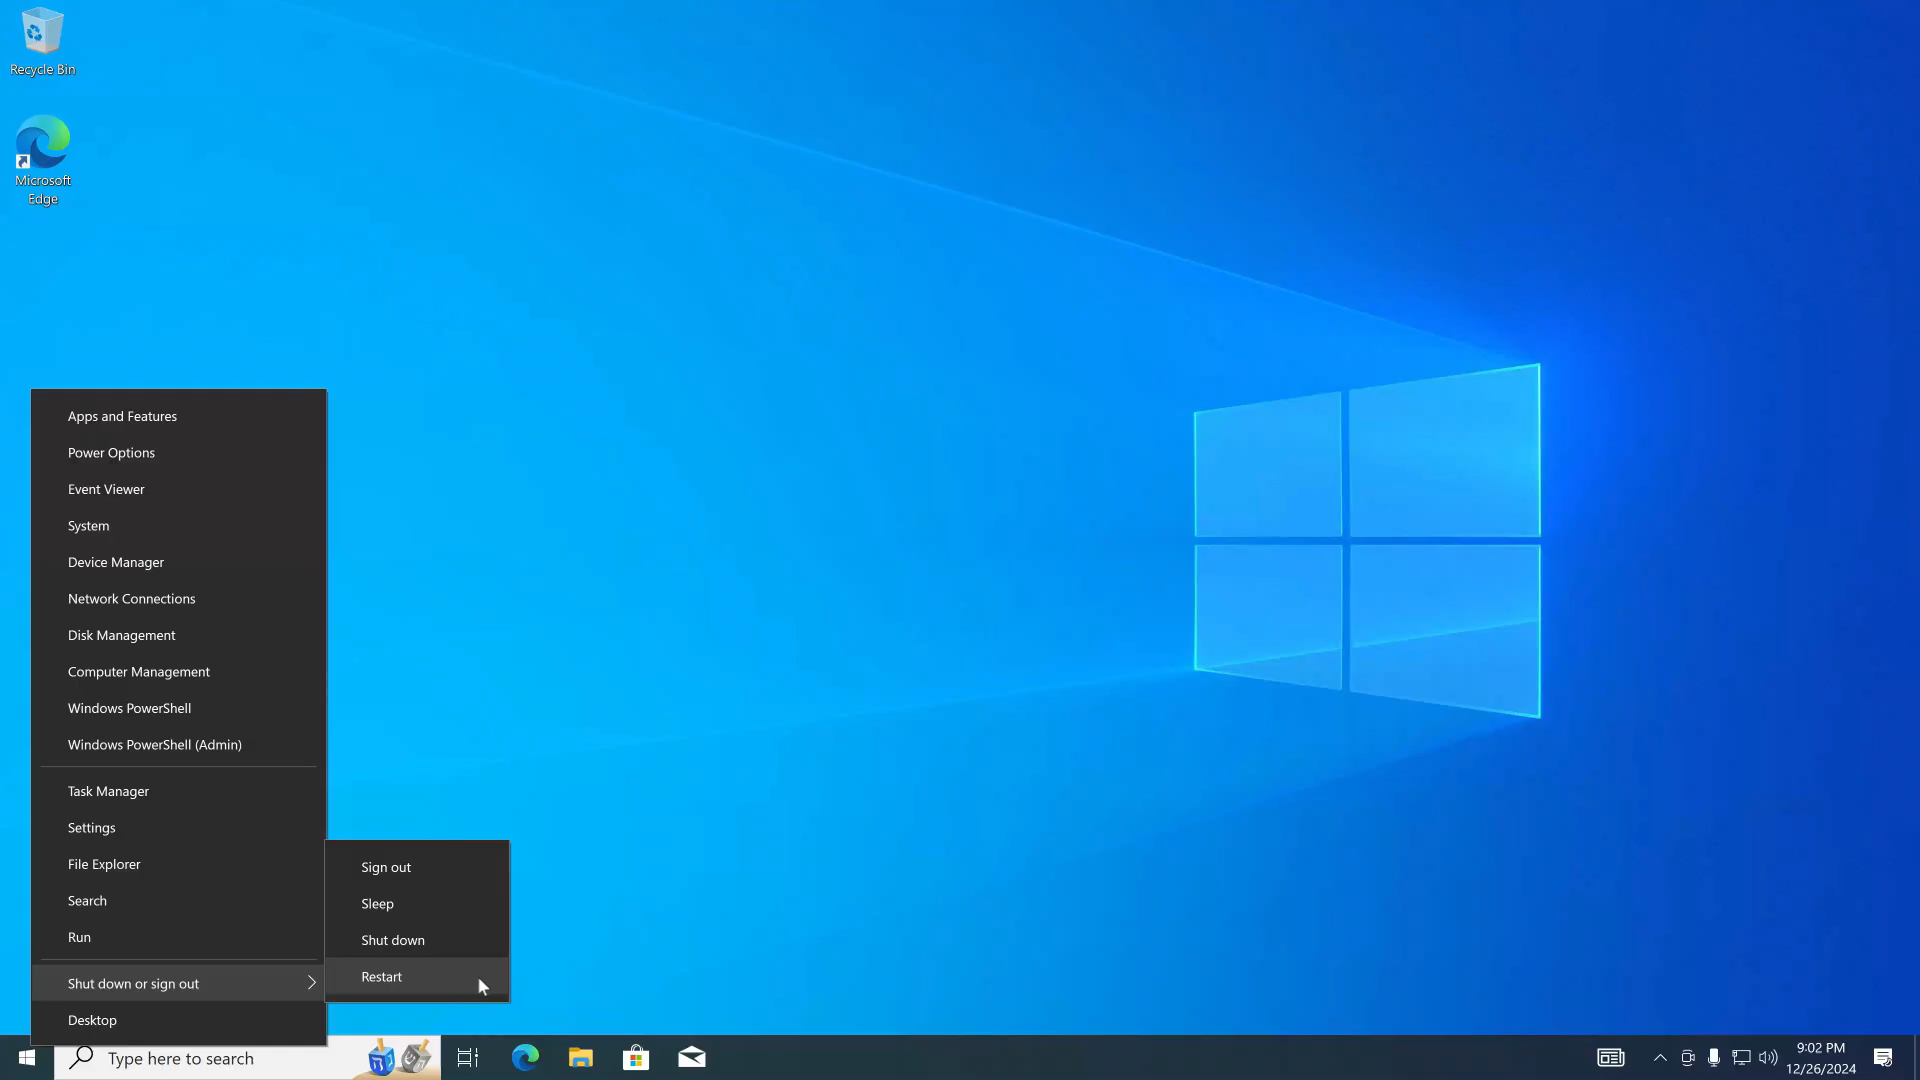 Recycle Bin
Microsoft
Edge
Apps and Features
Power Options
Event Viewer
System
Device Manager
Network Connections
Disk Management
Computer Management
Windows PowerShell
Windows PowerShell (Admin)
Task Manager
Settings
File Explorer
Search
Run
Shut down or sign out
Desktop
Sign out
Sleep
Shut down
Restart
Type here to search
9:02 PM
12/26/2024